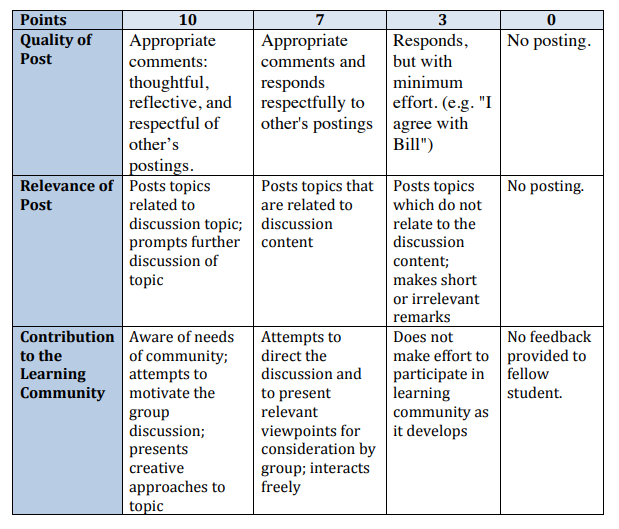 Points 10 7 3 0
Quality of
Post
Appropriate
comments:
thoughtful,
reflective, and
respectful of
other’s
postings.
Appropriate
comments and
responds
respectfully to
other's postings
Responds,
but with
minimum
effort. (e.g. "I
agree with
Bill")
No posting.
Relevance of
Post
Posts topics
related to
discussion topic;
prompts further
discussion of
topic
Posts topics that
are related to
discussion
content
Posts topics
which do not
relate to the
discussion
content;
makes short
or irrelevant
remarks
No posting.
Contribution
to the
Learning
Community
Aware of needs
of community;
attempts to
motivate the
group
discussion;
presents
creative
approaches to
topic
Attempts to
direct the
discussion and
to present
relevant
viewpoints for
consideration by
group; interacts
freely
Does not
make effort to
participate in
learning
community as
it develops
No feedback
provided to
fellow
student.